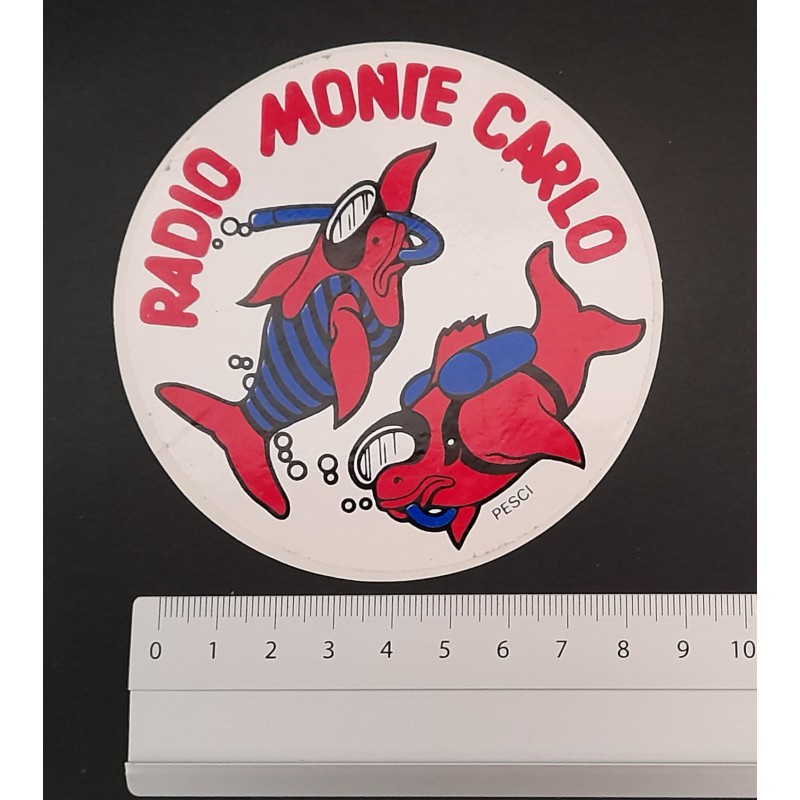 RADIO MONTE CARLO
PESCI
0 1 2 3 4 5 6 7 8 9 10